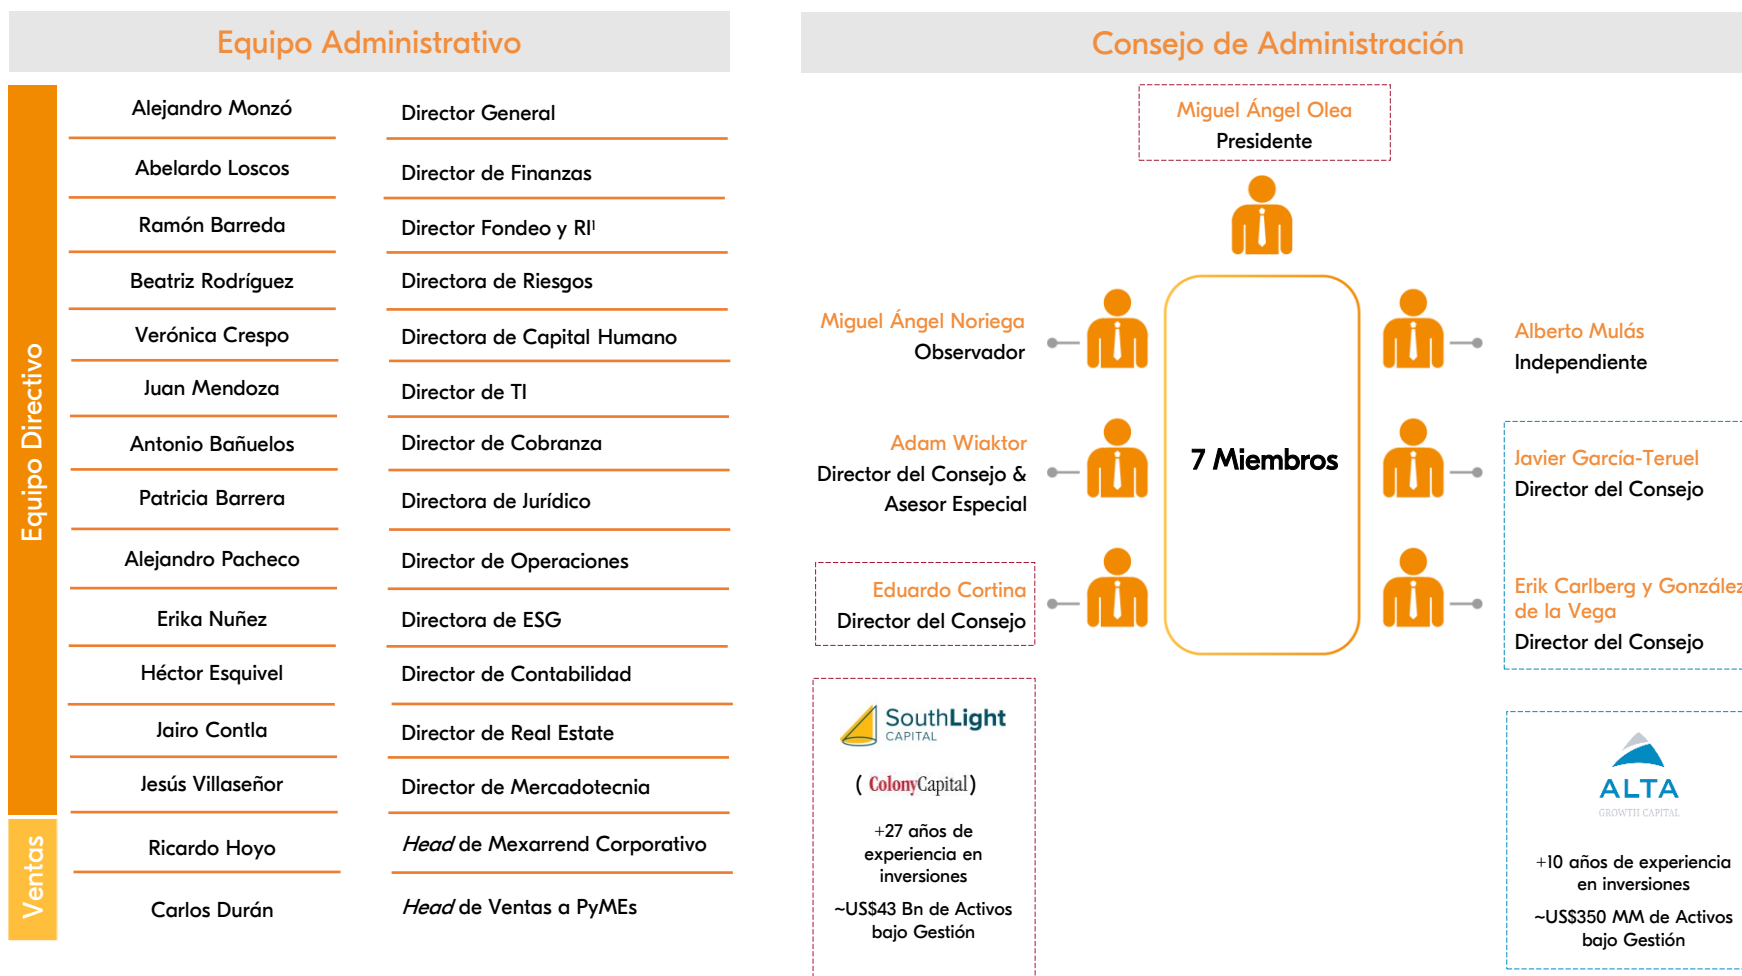 Equipo Administrativo
Equipo Directivo
Alejandro Monzó Director General
Abelardo Loscos Director de Finanzas
Ramón Barreda Director Fondeo y RI¹
Beatriz Rodríguez Directora de Riesgos
Verónica Crespo Directora de Capital Humano
Juan Mendoza Director de TI
Antonio Bañuelos Director de Cobranza
Patricia Barrera Directora de Jurídico
Alejandro Pacheco Director de Operaciones
Erika Nuñez Directora de ESG
Héctor Esquivel Director de Contabilidad
Jairo Contla Director de Real Estate
Jesús Villaseñor Director de Mercadotecnia
Ventas
Ricardo Hoyo Head de Mexarrend Corporativo
Carlos Durán Head de Ventas a PyMEs
Consejo de Administración
Miguel Ángel Olea
Presidente
Miguel Ángel Noriega
Observador
Adam Wiaktor
Director del Consejo &
Asesor Especial
Eduardo Cortina
Director del Consejo
7 Miembros
Alberto Mulás
Independiente
Javier García-Teruel
Director del Consejo
Erik Carlberg y González
de la Vega
Director del Consejo
SouthLight
CAPITAL
( ColonyCapital)
+27 años de
experiencia en
inversiones
~US$43 Bn de Activos
bajo Gestión
ALTA
GROWTH CAPITAL
+10 años de experiencia
en inversiones
~US$350 MM de Activos
bajo Gestión